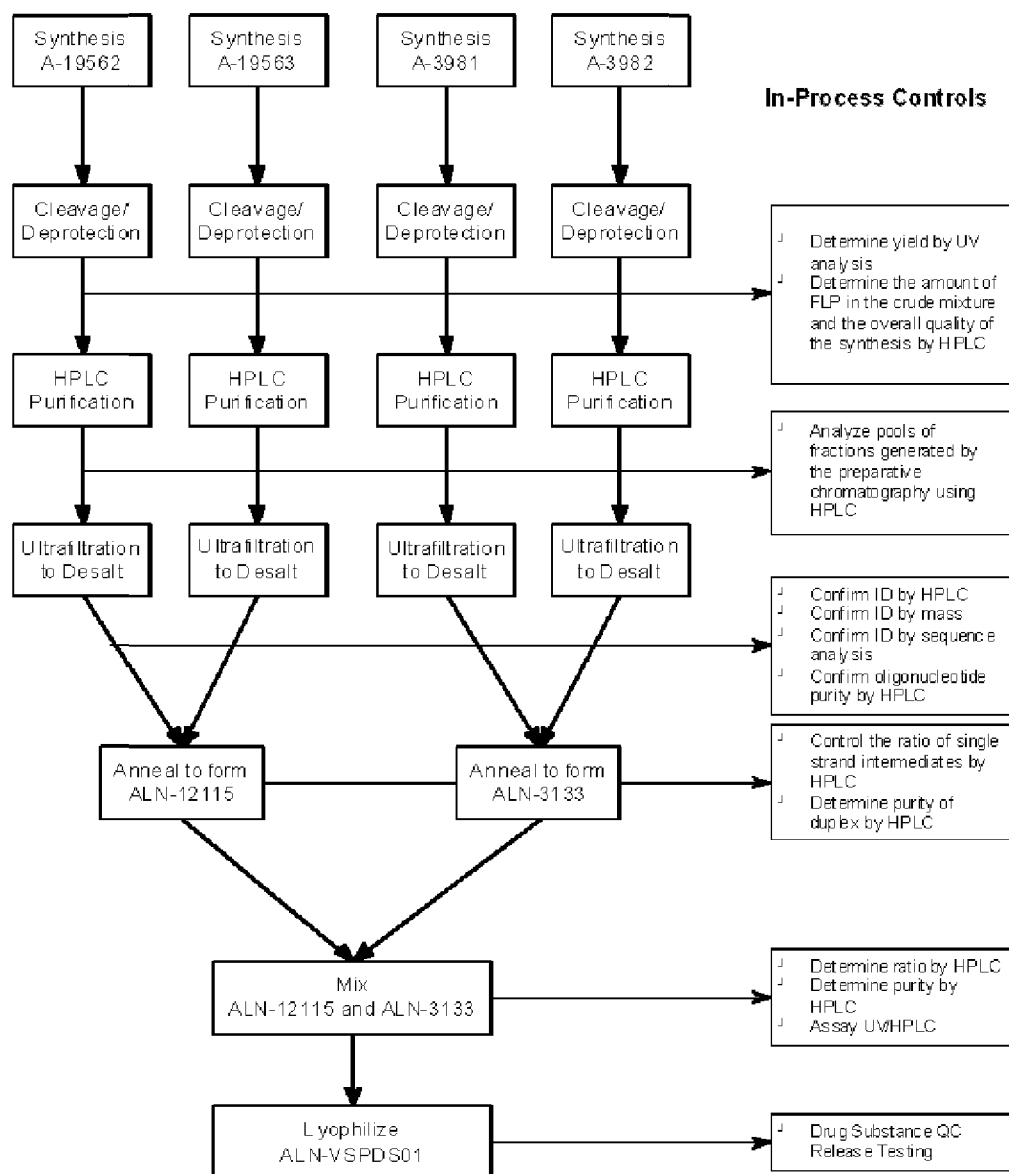 Synthesis
A-19562
Synthesis
A-19563
Synthesis
A-3981
Synthesis
A-3982
In-Process Controls
Cleavage/
Deprotection
Cleavage/
Deprotection
Cleavage/
Deprotection
Cleavage/
Deprotection
Determine yield by UV
analysis
Determine the amount of
FLP in the crude mixture
and the overall quality of
the synthesis by HPLC
HPLC
Purification
HPLC
Purification
HPLC
Purification
HPLC
Purification
Analyze pools of
fractions generated by
the preparative
chromatography using
HPLC
Ultrafiltration
to Desalt
Ultrafiltration
to Desalt
Ultrafiltration
to Desalt
Ultrafiltration
to Desalt
Confirm ID by HPLC
Confirm ID by mass
Confirm ID by sequence
analysis
Confirm oligonucleotide
purity by HPLC
Anneal to form
ALN-12115
Anneal to form
ALN-3133
Control the ratio of single
strand intermediates by
HPLC
Determine purity of
duplex by HPLC
Mix
ALN-12115 and ALN-3133
Determine ratio by HPLC
Determine purity by
HPLC
Assay UV/HPLC
Lyophilize
ALN-VSPDS01
Drug Substance QC
Release Testing